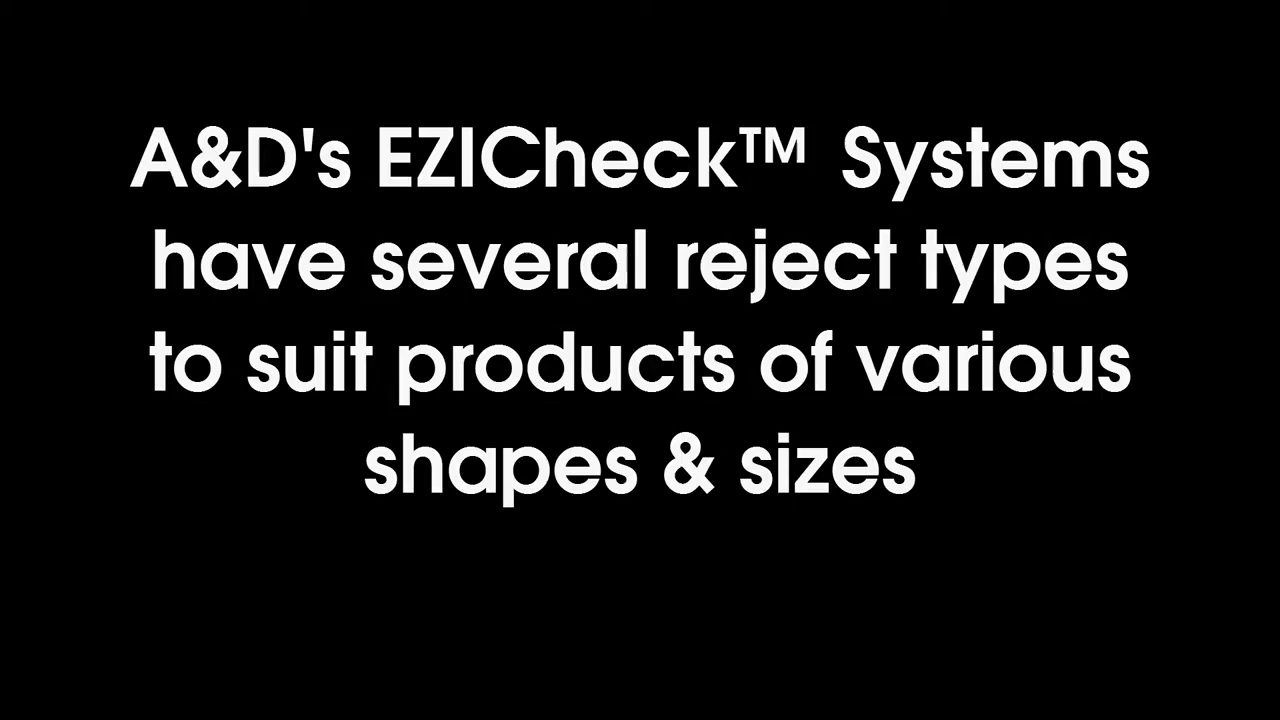 A&D's EZICheck™ Systems
have several reject types
to suit products of various
shapes & sizes